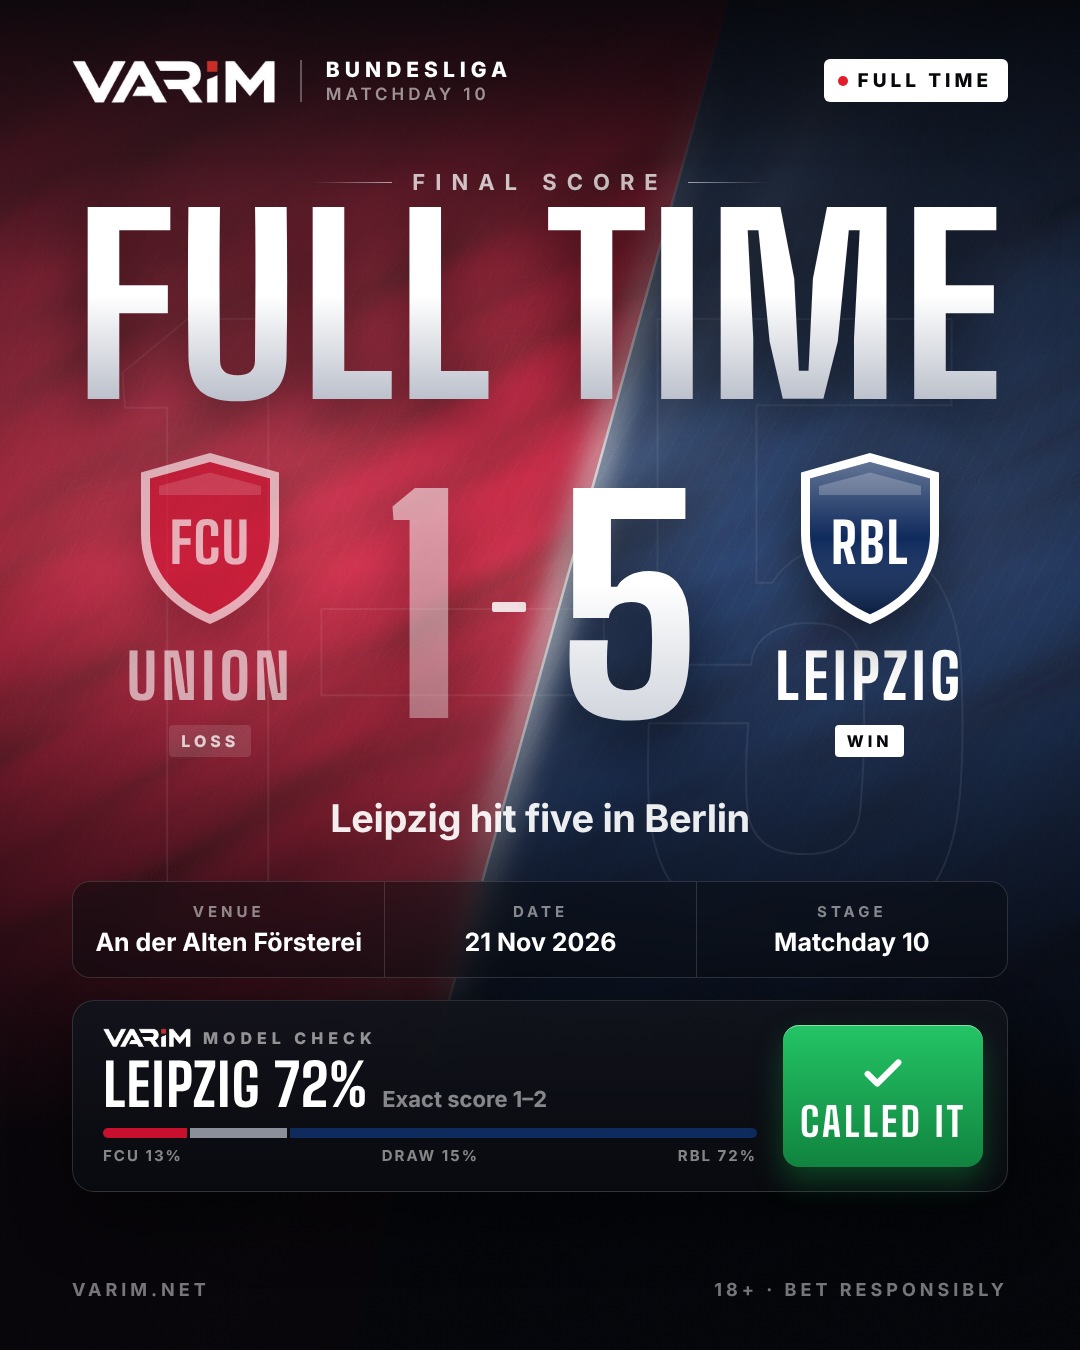 VARiM
BUNDESLIGA
MATCHDAY 10
FULL TIME
FINAL SCORE
FULL TIME
FCU
1 - 5
RBL
UNION
LEIPZIG
LOSS
WIN
Leipzig hit five in Berlin
VENUE
An der Alten Försterei
DATE
21 Nov 2026
STAGE
Matchday 10
VARiM MODEL CHECK
LEIPZIG 72% Exact score 1–2
FCU 13% DRAW 15% RBL 72%
CALLED IT
VARIM.NET
18+ · BET RESPONSIBLY